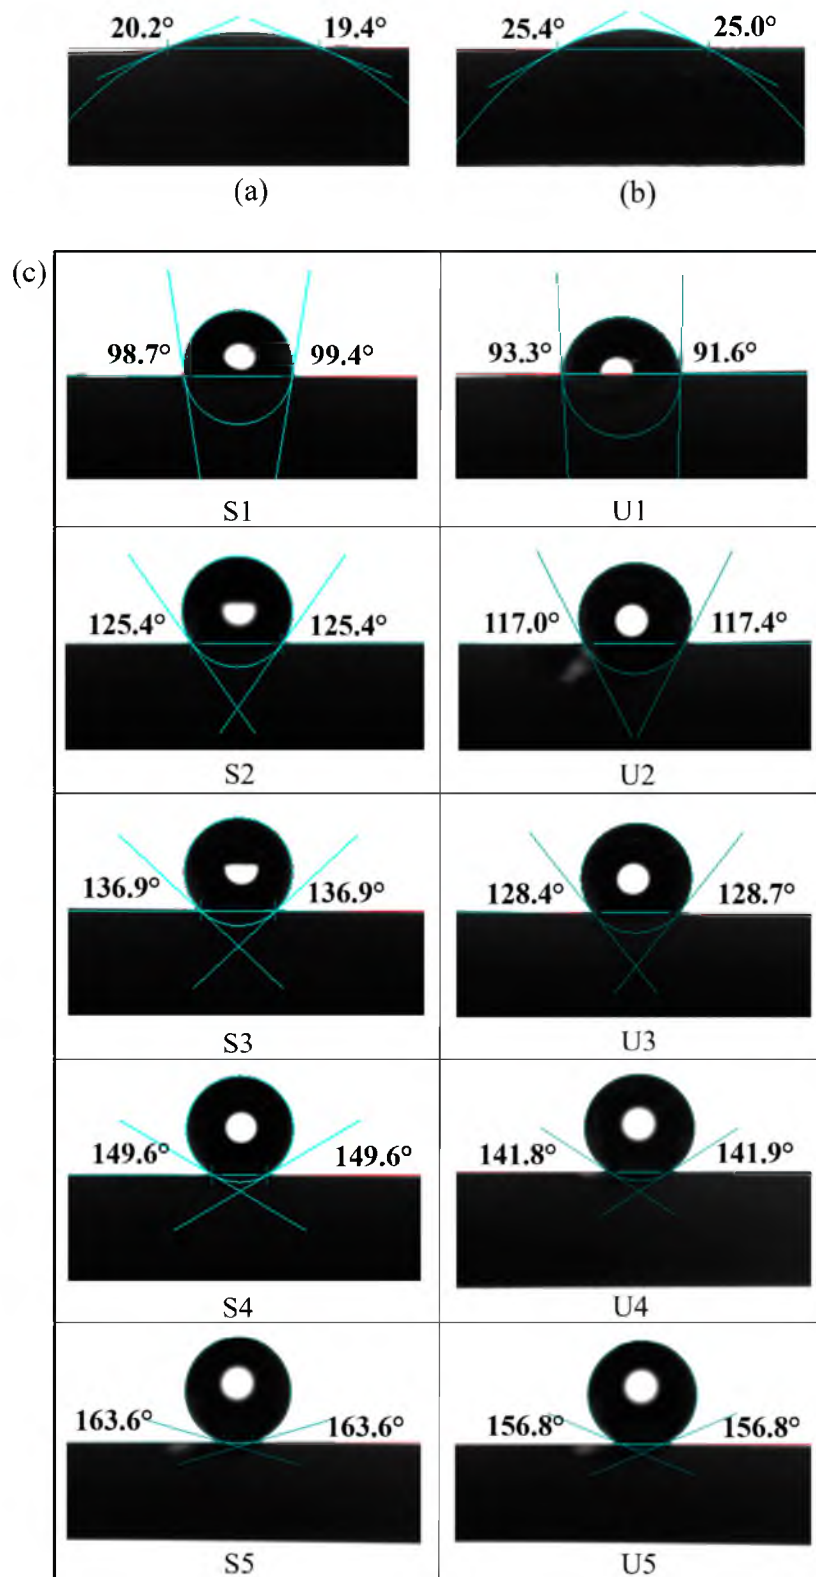 20.2° 19.4° 25.4° 25.0°
(a) (b)
(c)
98.7° 99.4° 93.3° 91.6°
S1 U1
125.4° 125.4° 117.0° 117.4°
S2 U2
136.9° 136.9° 128.4° 128.7°
S3 U3
149.6° 149.6° 141.8° 141.9°
S4 U4
163.6° 163.6° 156.8° 156.8°
S5 U5